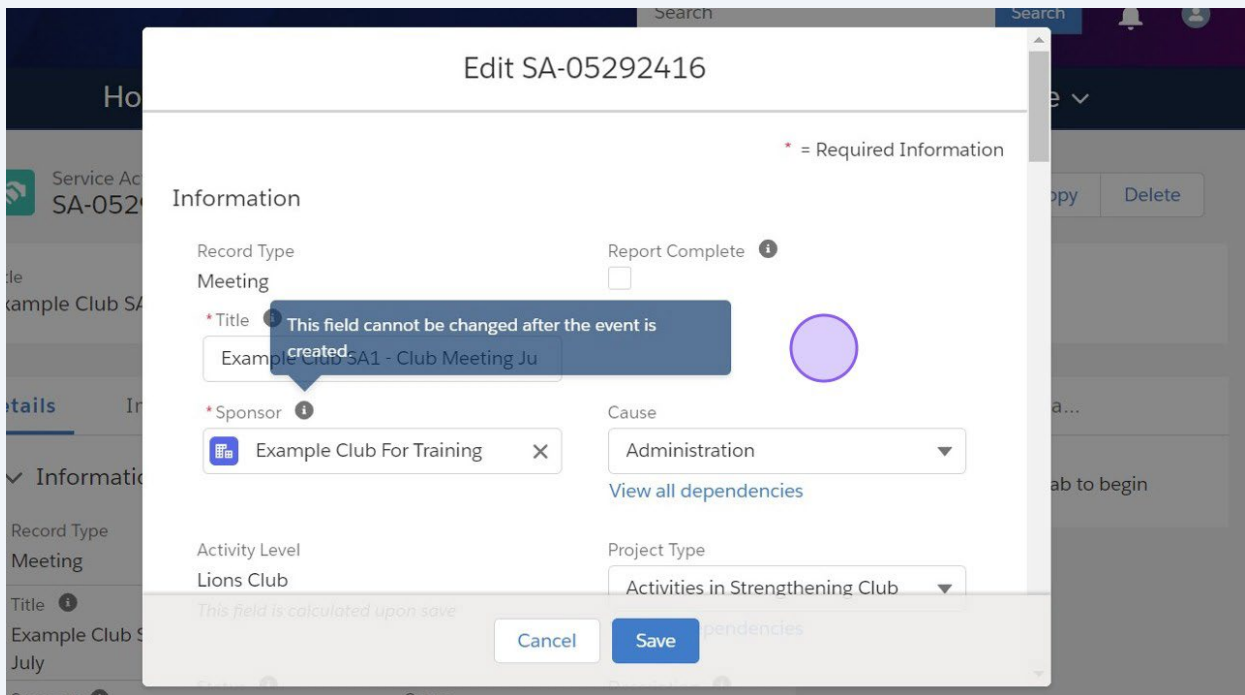 Search
Search
Edit SA-05292416
Ho
e
* = Required Information
Service Ac
SA-0529
Information
opy
Delete
Record Type
Report Complete
Meeting
tle
xample Club SA
* Title
This field cannot be changed after the event is
created.
Example Club SA1 - Club Meeting Ju
etails
In
* Sponsor
Cause
a...
Example Club For Training
Administration
View all dependencies
Informatio
ab to begin
Record Type
Activity Level
Project Type
Meeting
Lions Club
Activities in Strengthening Club
This field is calculated upon save
Title
Example Club S
Cancel
Save
pendencies
July